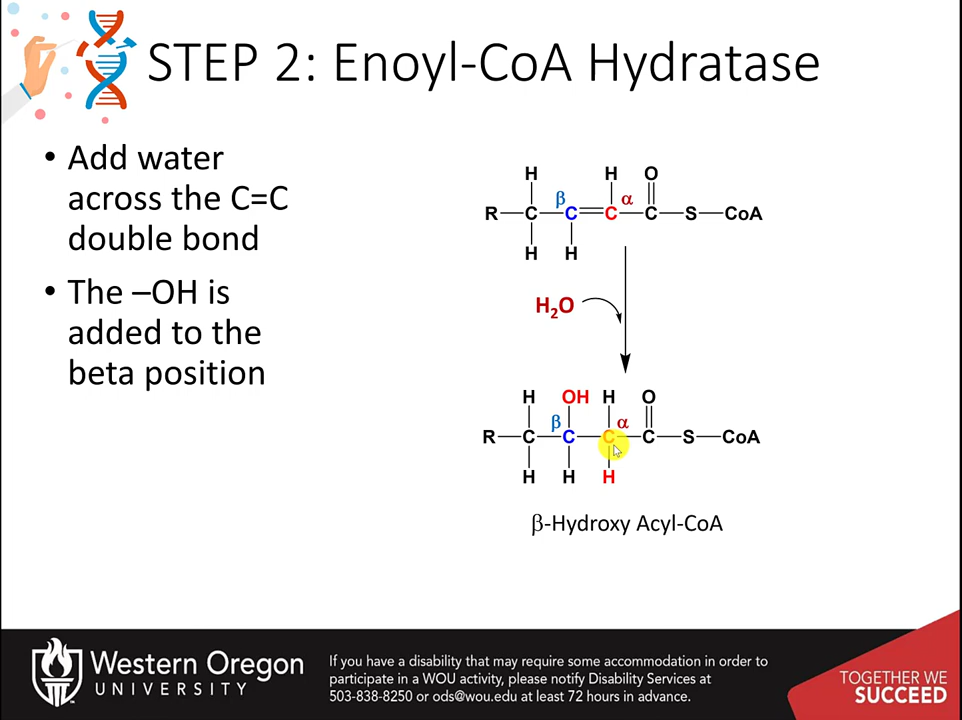 STEP 2: Enoyl-CoA Hydratase
• Add water
across the C=C
double bond
• The –OH is
added to the
beta position
H H O
β α
R C C C C S CoA
H H
H₂O
H OH H O
β α
R C C C C S CoA
H H H
β-Hydroxy Acyl-CoA
Western Oregon
UNIVERSITY
If you have a disability that may require some accommodation in order to
participate in a WOU activity, please notify Disability Services at
503-838-8250 or ods@wou.edu at least 72 hours in advance.
TOGETHER WE
SUCCEED